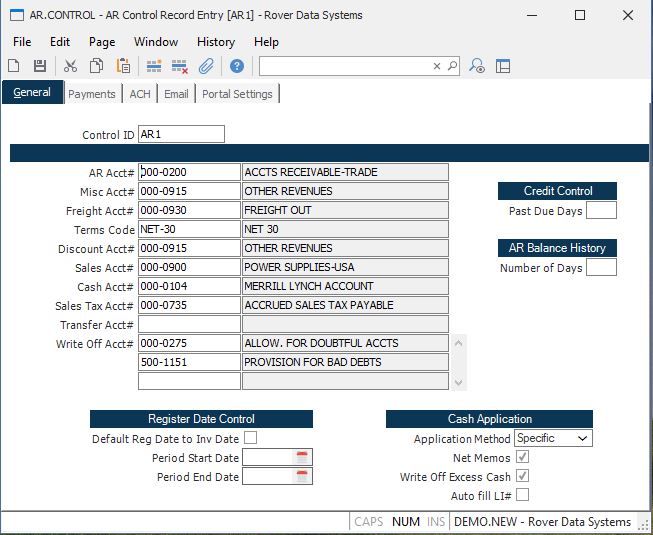 AR.CONTROL - AR Control Record Entry [AR1] - Rover Data Systems
File Edit Page Window History Help
General Payments ACH Email Portal Settings
Control ID AR1
AR Acct# 000-0200 ACCTS RECEIVABLE-TRADE
Misc Acct# 000-0915 OTHER REVENUES
Freight Acct# 000-0930 FREIGHT OUT
Terms Code NET-30 NET 30
Discount Acct# 000-0915 OTHER REVENUES
Sales Acct# 000-0900 POWER SUPPLIES-USA
Cash Acct# 000-0104 MERRILL LYNCH ACCOUNT
Sales Tax Acct# 000-0735 ACCRUED SALES TAX PAYABLE
Transfer Acct#
Write Off Acct# 000-0275 ALLOW. FOR DOUBTFUL ACCTS
500-1151 PROVISION FOR BAD DEBTS
Credit Control
Past Due Days
AR Balance History
Number of Days
Register Date Control
Default Reg Date to Inv Date
Period Start Date
Period End Date
Cash Application
Application Method Specific
Net Memos
Write Off Excess Cash
Auto fill LI#
CAPS NUM INS DEMO.NEW - Rover Data Systems